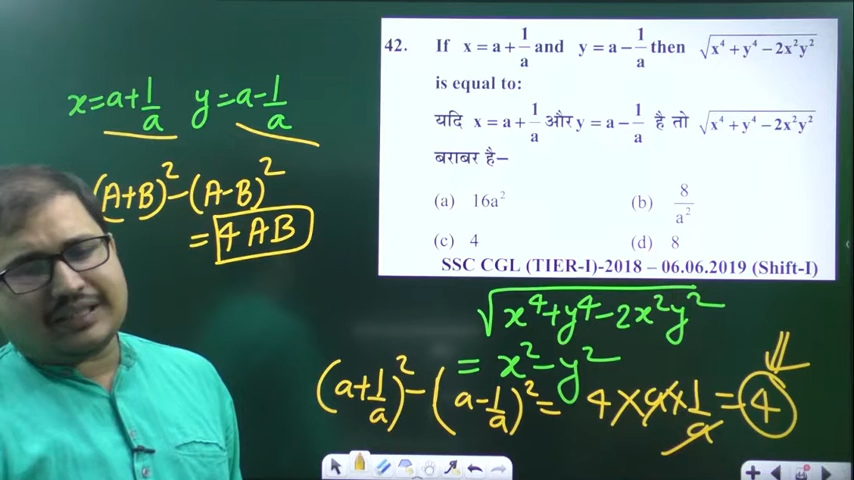 42. If x = a + 1/a and y = a − 1/a then √(x⁴ + y⁴ − 2x²y²)
is equal to:
यदि x = a + 1/a और y = a − 1/a है तो √(x⁴ + y⁴ − 2x²y²)
बराबर है–
(a) 16a² (b) 8/a²
(c) 4 (d) 8
SSC CGL (TIER-I)-2018 – 06.06.2019 (Shift-I)
x=a+1/a y=a-1/a
(A+B)²-(A-B)²
= 4AB
√(x⁴+y⁴-2x²y²)
= x²-y²
(a+1/a)²-(a-1/a)²= 4×a×1/a=4